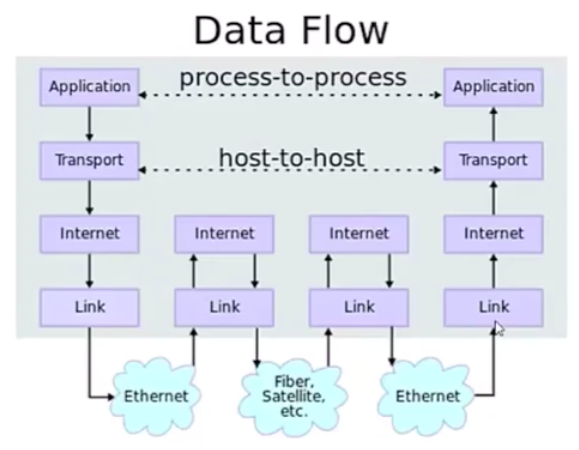 Data Flow
Application
process-to-process
Application
Transport
host-to-host
Transport
Internet
Internet
Internet
Internet
Link
Link
Link
Link
Ethernet
Fiber,
Satellite,
etc.
Ethernet